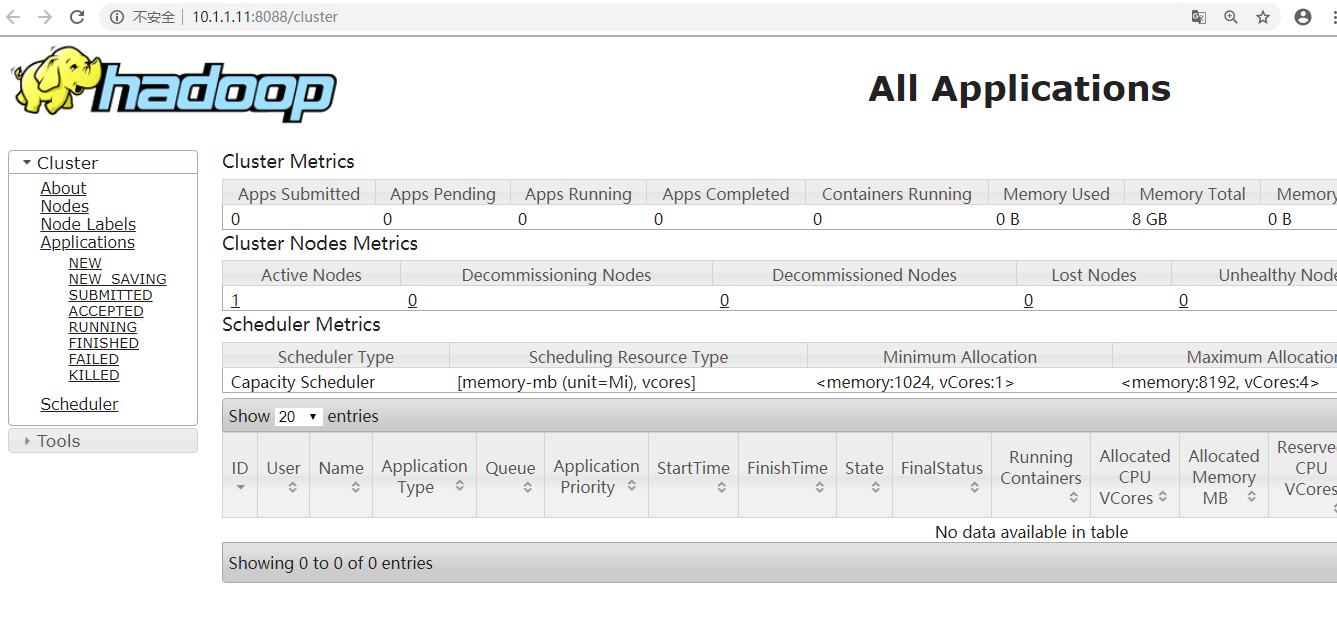 不安全 | 10.1.1.11:8088/cluster
hadoop
All Applications
Cluster
About
Nodes
Node Labels
Applications
NEW
NEW_SAVING
SUBMITTED
ACCEPTED
RUNNING
FINISHED
FAILED
KILLED
Scheduler
Tools
Cluster Metrics
Apps Submitted Apps Pending Apps Running Apps Completed Containers Running Memory Used Memory Total Memory
0 0 0 0 0 0 B 8 GB 0 B
Cluster Nodes Metrics
Active Nodes Decommissioning Nodes Decommissioned Nodes Lost Nodes Unhealthy Node
1 0 0 0 0
Scheduler Metrics
Scheduler Type Scheduling Resource Type Minimum Allocation Maximum Allocation
Capacity Scheduler [memory-mb (unit=Mi), vcores] <memory:1024, vCores:1> <memory:8192, vCores:4>
Show 20 entries
ID User Name Application Type Queue Application Priority StartTime FinishTime State FinalStatus Running Containers Allocated CPU VCores Allocated Memory MB Reserved CPU VCores
No data available in table
Showing 0 to 0 of 0 entries